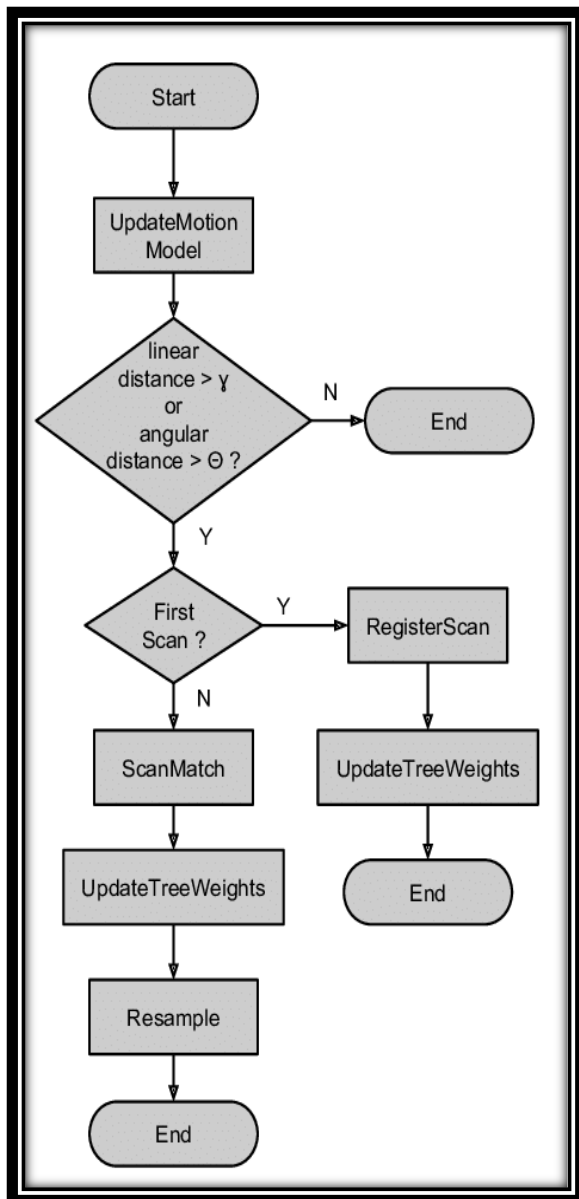 Start
UpdateMotion
Model
linear
distance > ɣ
or
angular
distance > Θ ?
N
End
Y
First
Scan ?
Y
RegisterScan
N
ScanMatch
UpdateTreeWeights
UpdateTreeWeights
End
Resample
End